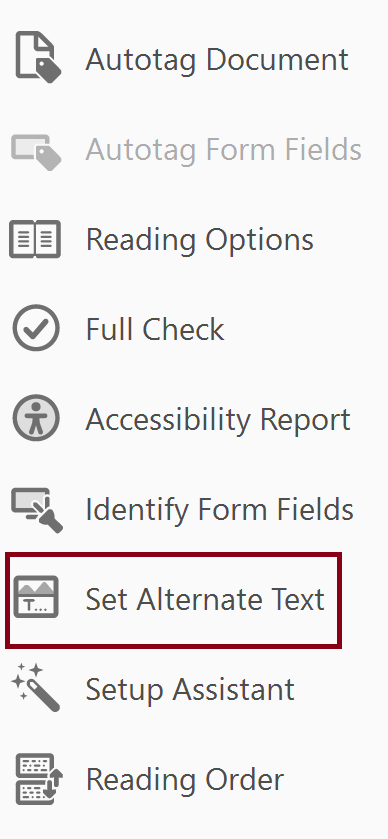 Autotag Document
Autotag Form Fields
Reading Options
Full Check
Accessibility Report
Identify Form Fields
T... Set Alternate Text
Setup Assistant
Reading Order